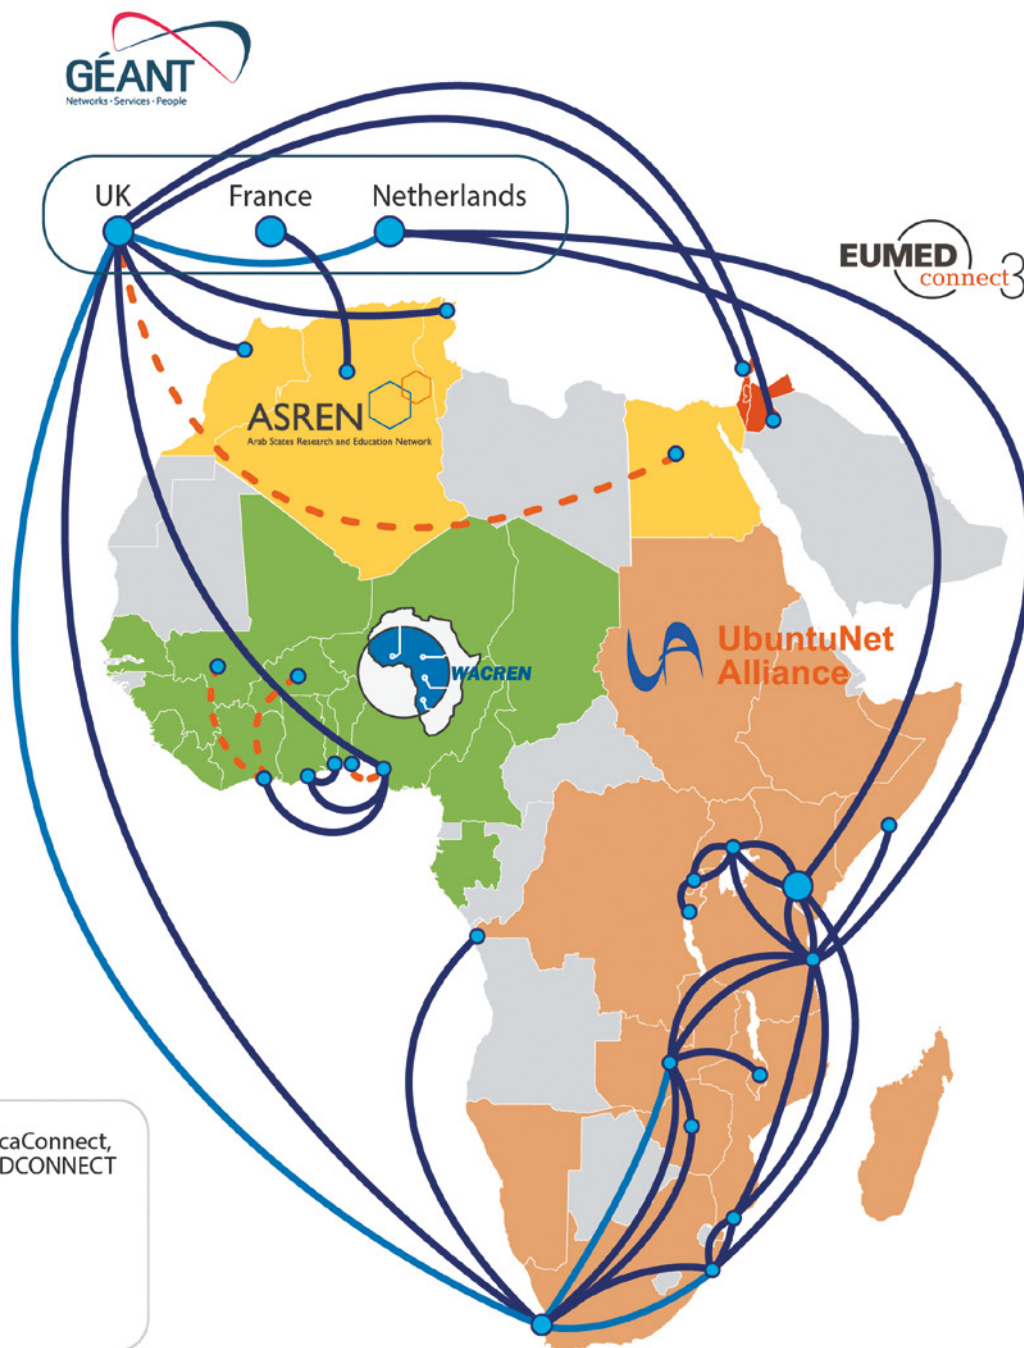 GÉANT
Networks · Services · People
UK
France
Netherlands
EUMED
connect3
ASREN
Arab States Research and Education Network
WACREN
UbuntuNet
Alliance
caConnect,
DCONNECT